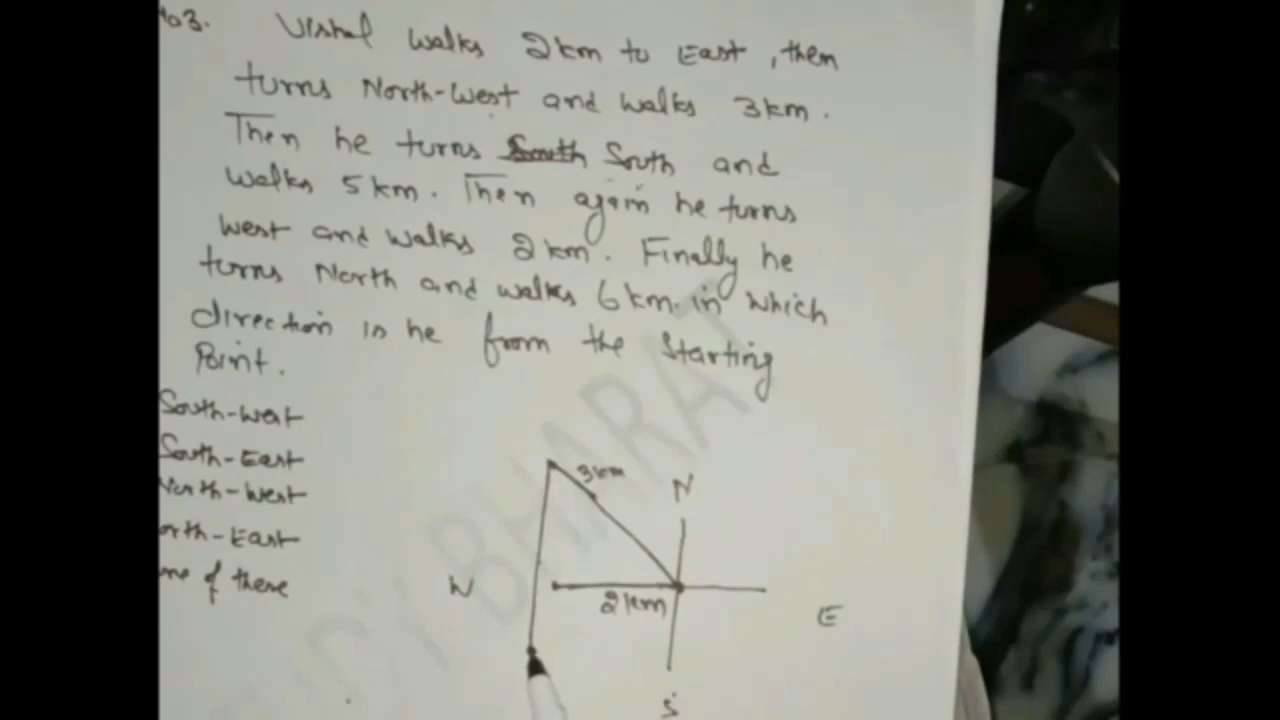 Vishal walks 2km to East, then
turns North-West and walks 3km.
Then he turns South and
walks 5km. Then again he turns
west and walks 2km. Finally he
turns North and walks 6km. in which
direction is he from the starting
Point.
South-west
South-East
North-West
orth-East
ne of these
3km
N
W
2km
E
S
BHARAT